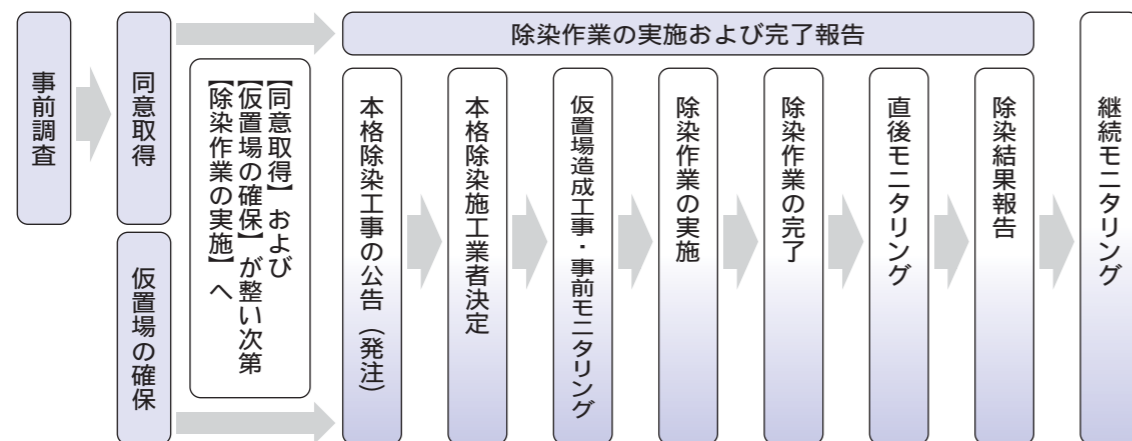 事前調査
同意取得
仮置場の確保
【同意取得】および
【仮置場の確保】が整い次第
【除染作業の実施】へ
除染作業の実施および完了報告
本格除染工事の公告（発注）
本格除染施工業者決定
仮置場造成工事・事前モニタリング
除染作業の実施
除染作業の完了
直後モニタリング
除染結果報告
継続モニタリング